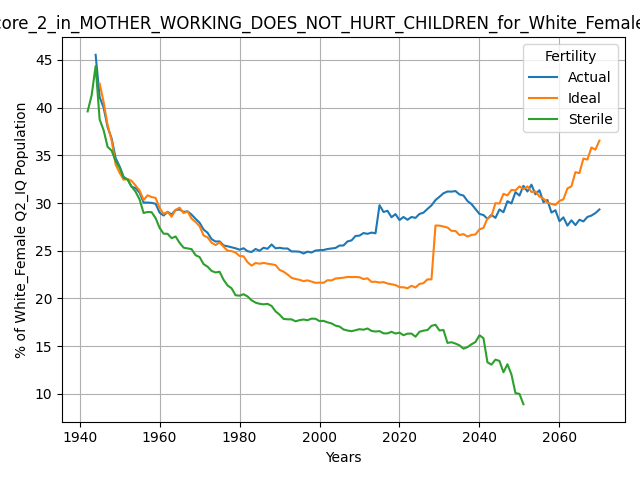 core_2_in_MOTHER_WORKING_DOES_NOT_HURT_CHILDREN_for_White_Female
Fertility
Actual
Ideal
Sterile
% of White_Female Q2_IQ Population
45
40
35
30
25
20
15
10
1940 1960 1980 2000 2020 2040 2060
Years